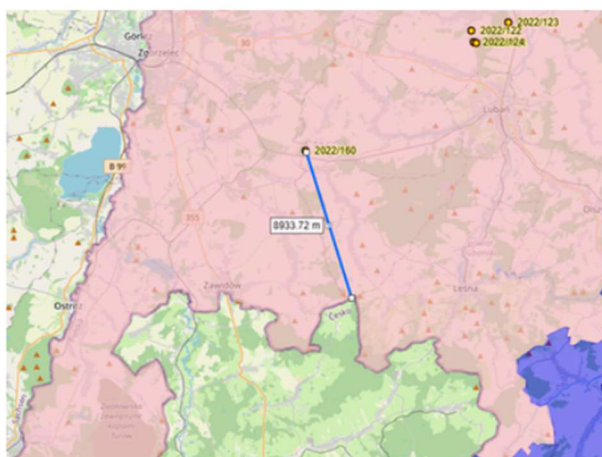 Görlitz
Zgorzelec
30
2022/123
2022/122
2022/124
Lubań
B 99
2022/160
355
8933.72 m
Zawidów
Leśna
Ostritz
Česko